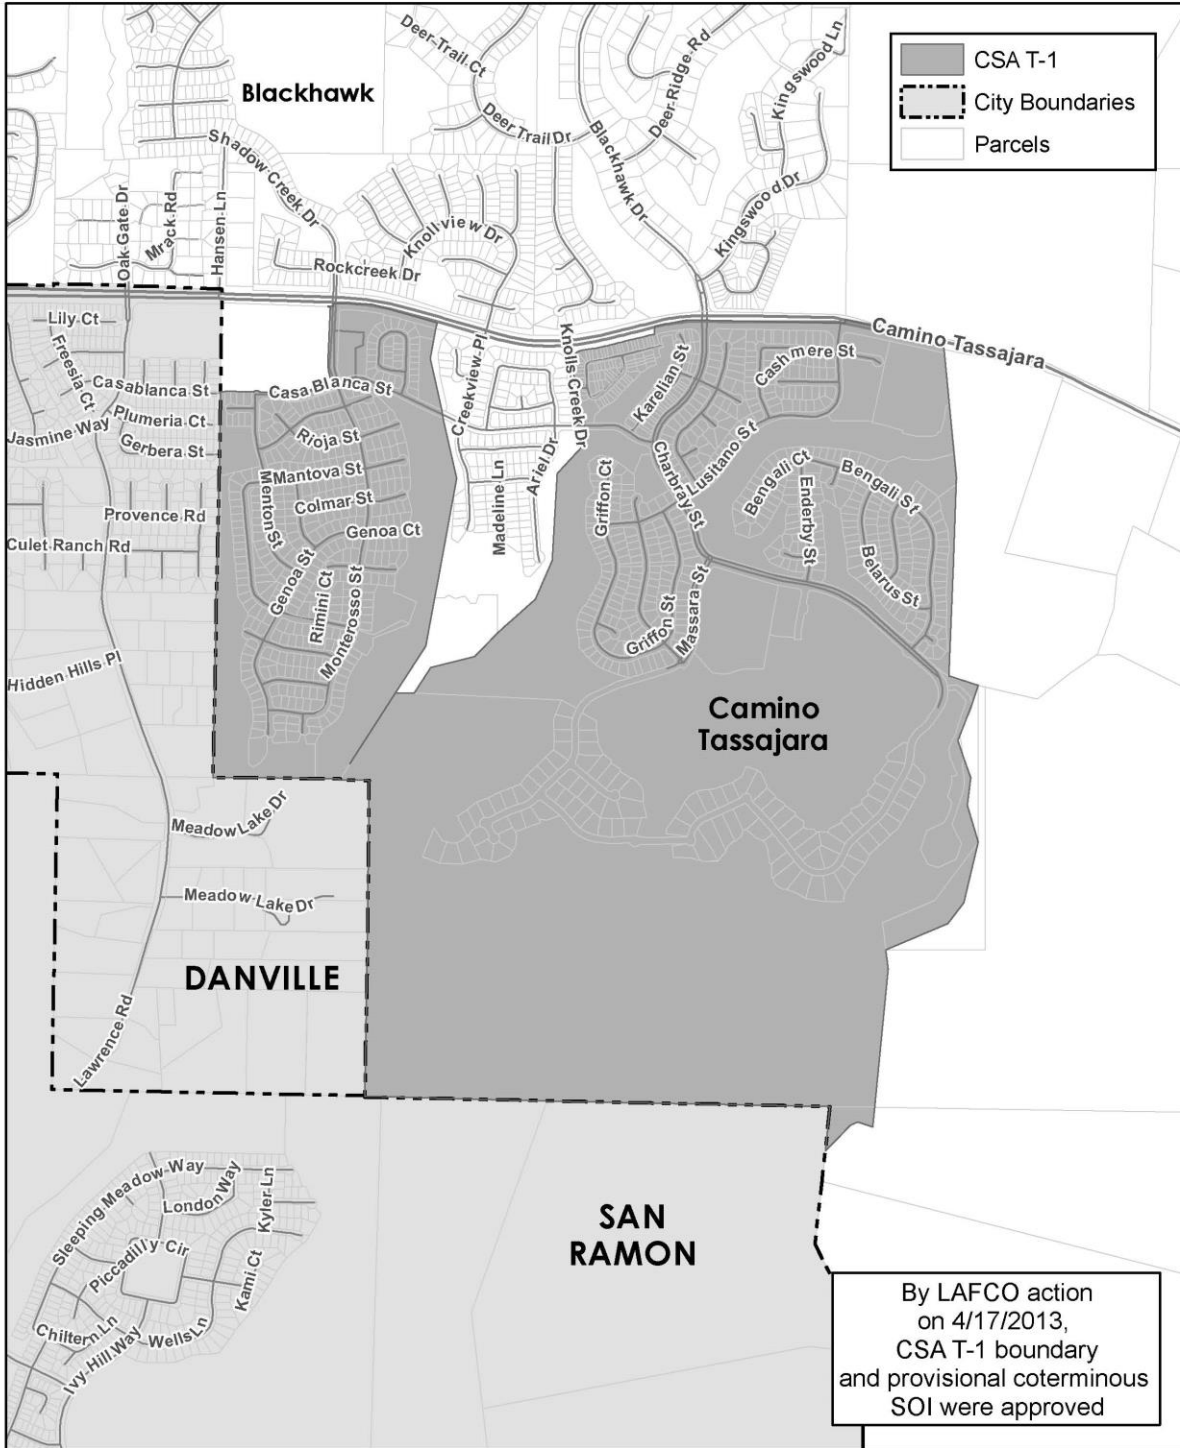 Blackhawk
Deer Trail Ct
Deer Trail Dr
Blackhawk Dr
Deer Ridge Rd
Kingswood Ln
Kingswood Dr
CSA T-1
City Boundaries
Parcels
Shadow Creek Dr
Oak Gate Dr
Mrack Rd
Hansen Ln
Knollview Dr
Rockcreek Dr
Camino Tassajara
Lily Ct
Freesia Ct
Casablanca St
Plumeria Ct
Jasmine Way
Gerbera St
Provence Rd
Culet Ranch Rd
Hidden Hills Pl
Casa Blanca St
Rioja St
Mantova St
Menton St
Colmar St
Genoa Ct
Genoa St
Rimini Ct
Monterosso St
Creekview Pl
Knolls Creek Dr
Madeline Ln
Ariel Dr
Karelian St
Cashmere St
Lusitano St
Charbray St
Griffon Ct
Bengali Ct
Enderby St
Bengali St
Belarus St
Griffon St
Massara St
Camino
Tassajara
Meadow Lake Dr
Meadow Lake Dr
DANVILLE
Lawrence Rd
Sleeping Meadow Way
London Way
Kyler Ln
Piccadilly Cir
Kami Ct
Chiltern Ln
Wells Ln
Ivy Hill Way
SAN
RAMON
By LAFCO action
on 4/17/2013,
CSA T-1 boundary
and provisional coterminous
SOI were approved